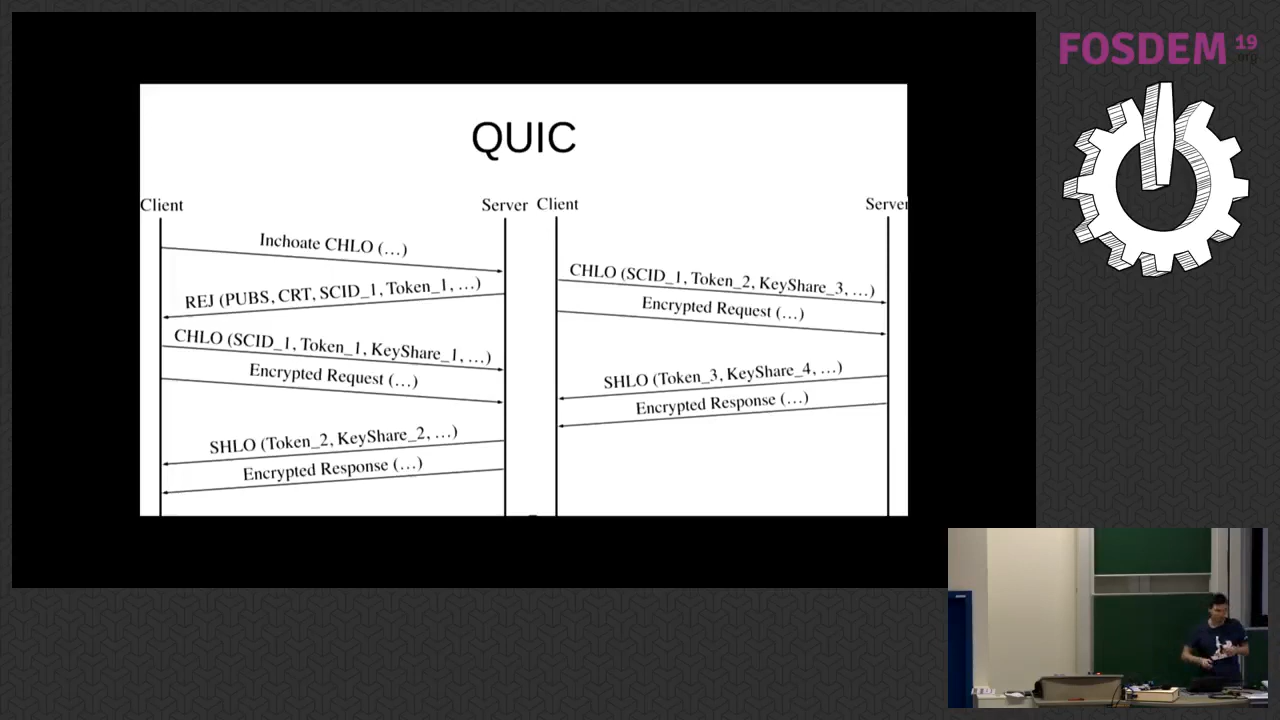 FOSDEM 19
.org
QUIC
Client
Server
Inchoate CHLO (…)
REJ (PUBS, CRT, SCID_1, Token_1, …)
CHLO (SCID_1, Token_1, KeyShare_1, …)
Encrypted Request (…)
SHLO (Token_2, KeyShare_2, …)
Encrypted Response (…)
Client
Server
CHLO (SCID_1, Token_2, KeyShare_3, …)
Encrypted Request (…)
SHLO (Token_3, KeyShare_4, …)
Encrypted Response (…)